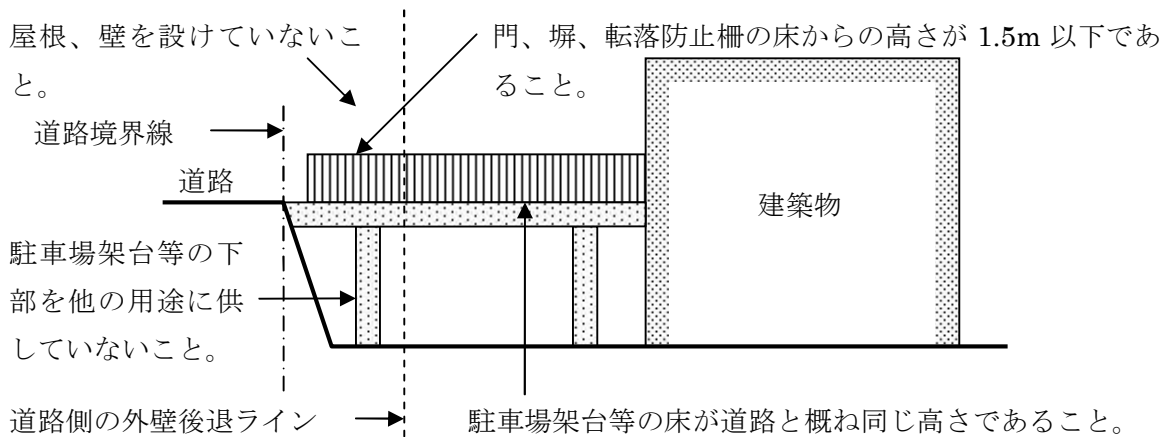 屋根、壁を設けていないこ
と。
門、塀、転落防止柵の床からの高さが 1.5m 以下であ
ること。
道路境界線
道路
建築物
駐車場架台等の下
部を他の用途に供
していないこと。
道路側の外壁後退ライン
駐車場架台等の床が道路と概ね同じ高さであること。